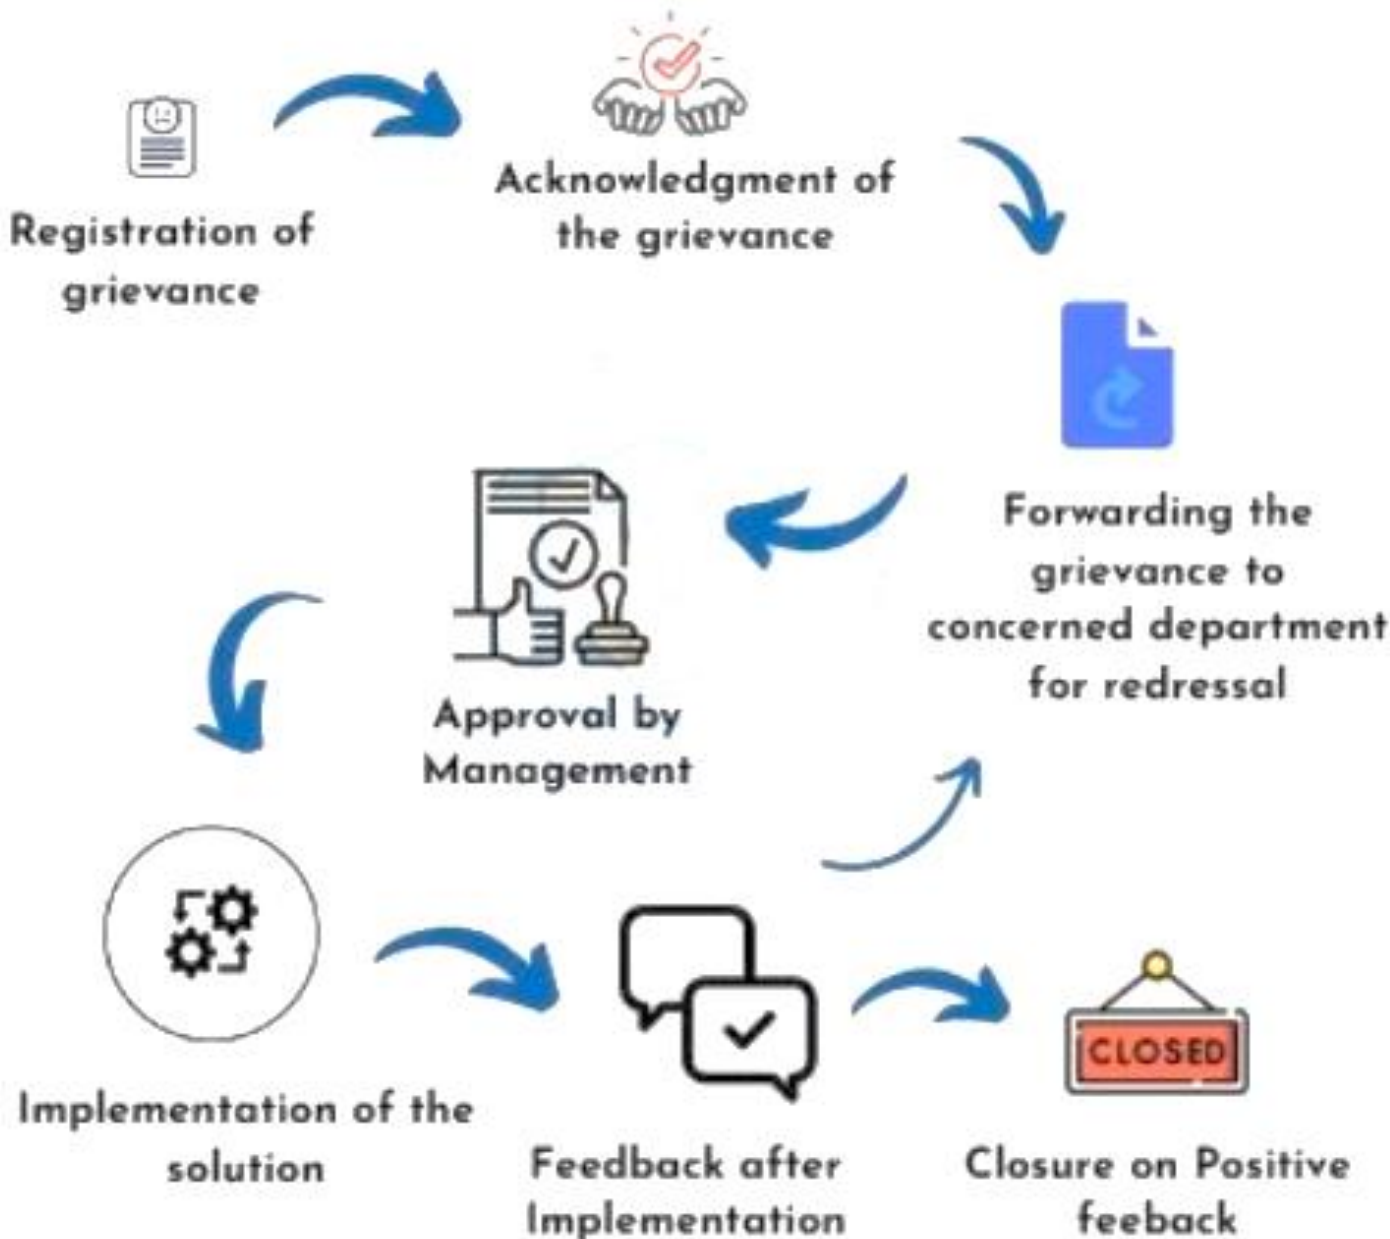 Registration of
grievance
Acknowledgment of
the grievance
Forwarding the
grievance to
concerned department
for redressal
Approval by
Management
Implementation of the
solution
Feedback after
Implementation
CLOSED
Closure on Positive
feeback